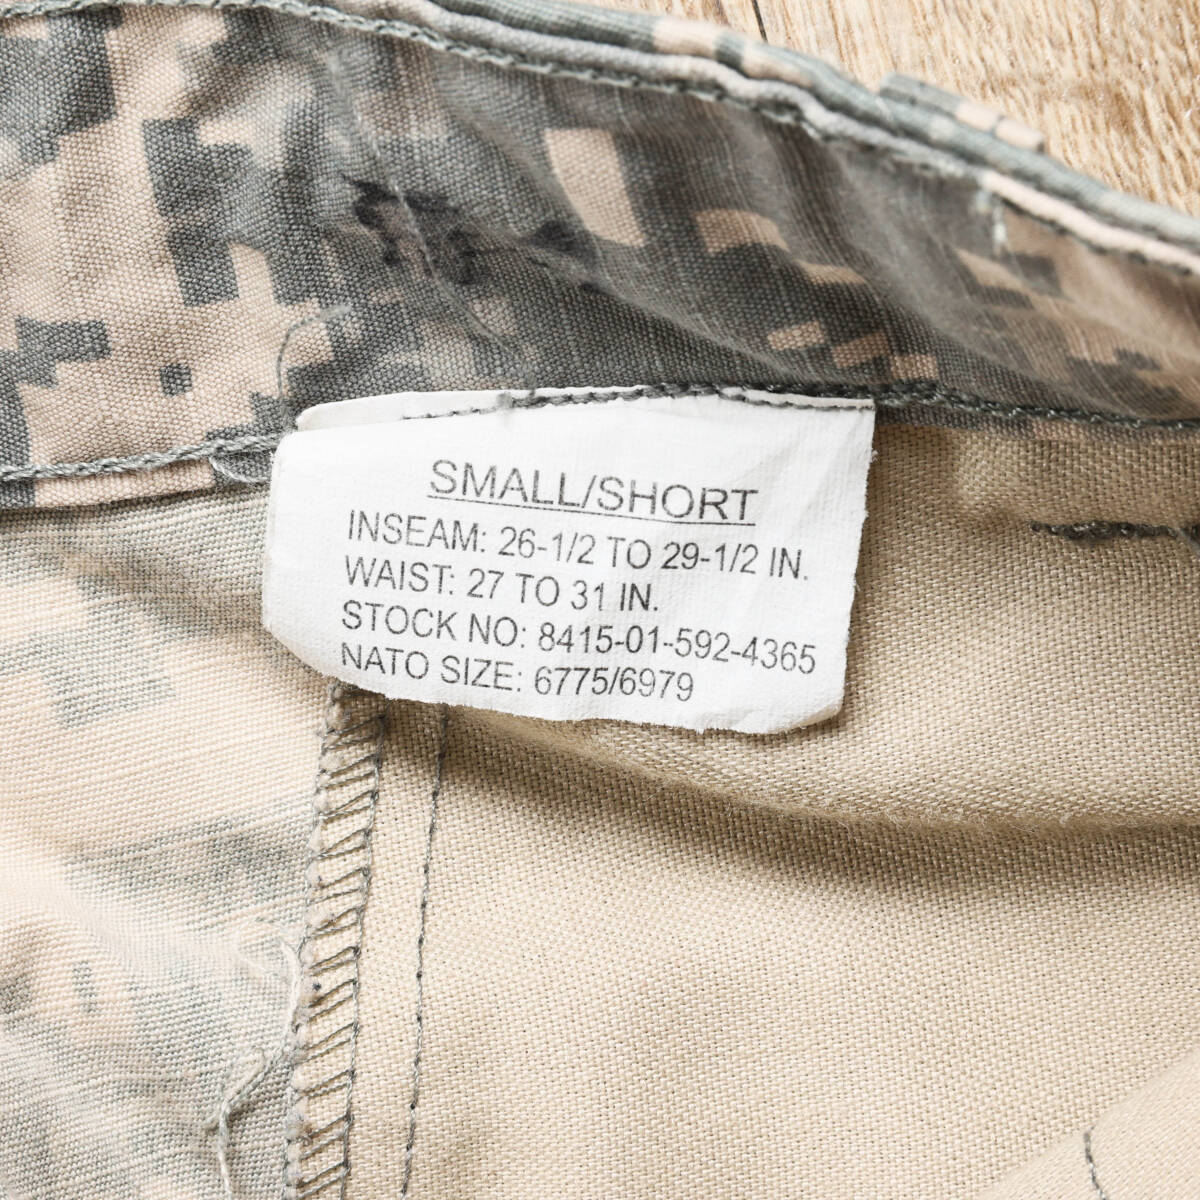 SMALL/SHORT
INSEAM: 26-1/2 TO 29-1/2 IN.
WAIST: 27 TO 31 IN.
STOCK NO: 8415-01-592-4365
NATO SIZE: 6775/6979